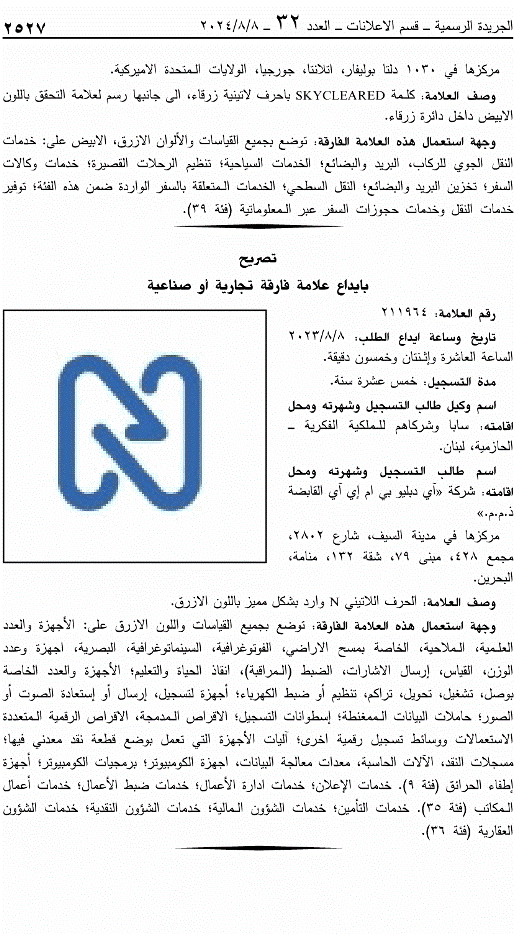 الجريدة الرسمية ـ قسم الاعلانات ـ العدد ٣٢ ـ ٢٠٢٤/٨/٨
٢٥٢٧
مركزها في ١٠٣٠ دلتا بوليفار، اتلانتا، جورجيا، الولايات المتحدة الاميركية.
وصف العلامة: كلمة SKYCLEARED باحرف لاتينية زرقاء، الى جانبها رسم لعلامة التحقق باللون
الابيض داخل دائرة زرقاء.
وجهة استعمال هذه العلامة الفارقة: توضع بجميع القياسات والألوان الازرق، الابيض على: خدمات
النقل الجوي للركاب، البريد والبضائع؛ الخدمات السياحية؛ تنظيم الرحلات القصيرة؛ خدمات وكالات
السفر؛ تخزين البريد والبضائع؛ النقل السطحي؛ الخدمات المتعلقة بالسفر الواردة ضمن هذه الفئة؛ توفير
خدمات النقل وخدمات حجوزات السفر عبر المعلوماتية (فئة ٣٩).
تصريح
بايداع علامة فارقة تجارية أو صناعية
رقم العلامة: ٢١١٩٦٤
تاريخ وساعة ايداع الطلب: ٢٠٢٣/٨/٨
الساعة العاشرة وإثنتان وخمسون دقيقة.
مدة التسجيل: خمس عشرة سنة.
اسم وكيل طالب التسجيل وشهرته ومحل
اقامته: سابا وشركاهم للملكية الفكرية ـ
الحازمية، لبنان.
اسم طالب التسجيل وشهرته ومحل
اقامته: شركة «أي دبليو بي ام إي آي القابضة
ذ.م.م.»
مركزها في مدينة السيف، شارع ٢٨٠٢،
مجمع ٤٢٨، مبنى ٧٩، شقة ١٣٢، منامة،
البحرين.
وصف العلامة: الحرف اللاتيني N وارد بشكل مميز باللون الازرق.
وجهة استعمال هذه العلامة الفارقة: توضع بجميع القياسات واللون الازرق على: الأجهزة والعدد
العلمية، الملاحية، الخاصة بمسح الاراضي، الفوتوغرافية، السينماتوغرافية، البصرية، اجهزة وعدد
الوزن، القياس، إرسال الاشارات، الضبط (المراقبة)، انقاذ الحياة والتعليم؛ الأجهزة والعدد الخاصة
بوصل، تشغيل، تحويل، تراكم، تنظيم أو ضبط الكهرباء؛ أجهزة لتسجيل، إرسال أو إستعادة الصوت أو
الصور؛ حاملات البيانات الممغنطة؛ إسطوانات التسجيل؛ الاقراص المدمجة، الاقراص الرقمية المتعددة
الاستعمالات ووسائط تسجيل رقمية اخرى؛ آليات الأجهزة التي تعمل بوضع قطعة نقد معدني فيها؛
مسجلات النقد، الآلات الحاسبة، معدات معالجة البيانات، اجهزة الكومبيوتر؛ برمجيات الكومبيوتر؛ أجهزة
إطفاء الحرائق (فئة ٩). خدمات الإعلان؛ خدمات ادارة الأعمال؛ خدمات ضبط الأعمال؛ خدمات أعمال
المكاتب (فئة ٣٥). خدمات التأمين؛ خدمات الشؤون المالية؛ خدمات الشؤون النقدية؛ خدمات الشؤون
العقارية (فئة ٣٦).